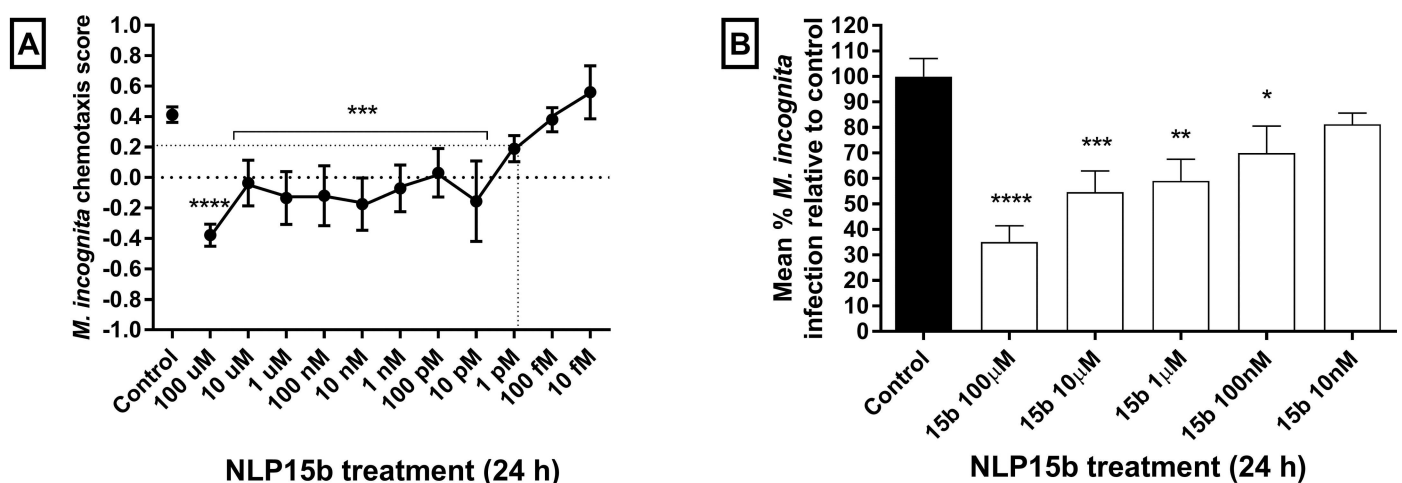 A
M. incognita chemotaxis score
1.0
0.8
0.6
0.4
0.2
0.0
-0.2
-0.4
-0.6
-0.8
-1.0
****
***
Control
100 uM
10 uM
1 uM
100 nM
10 nM
1 nM
100 pM
10 pM
1 pM
100 fM
10 fM
NLP15b treatment (24 h)
B
Mean % M. incognita
infection relative to control
120
110
100
90
80
70
60
50
40
30
20
10
0
****
***
**
*
Control
15b 100μM
15b 10μM
15b 1μM
15b 100nM
15b 10nM
NLP15b treatment (24 h)